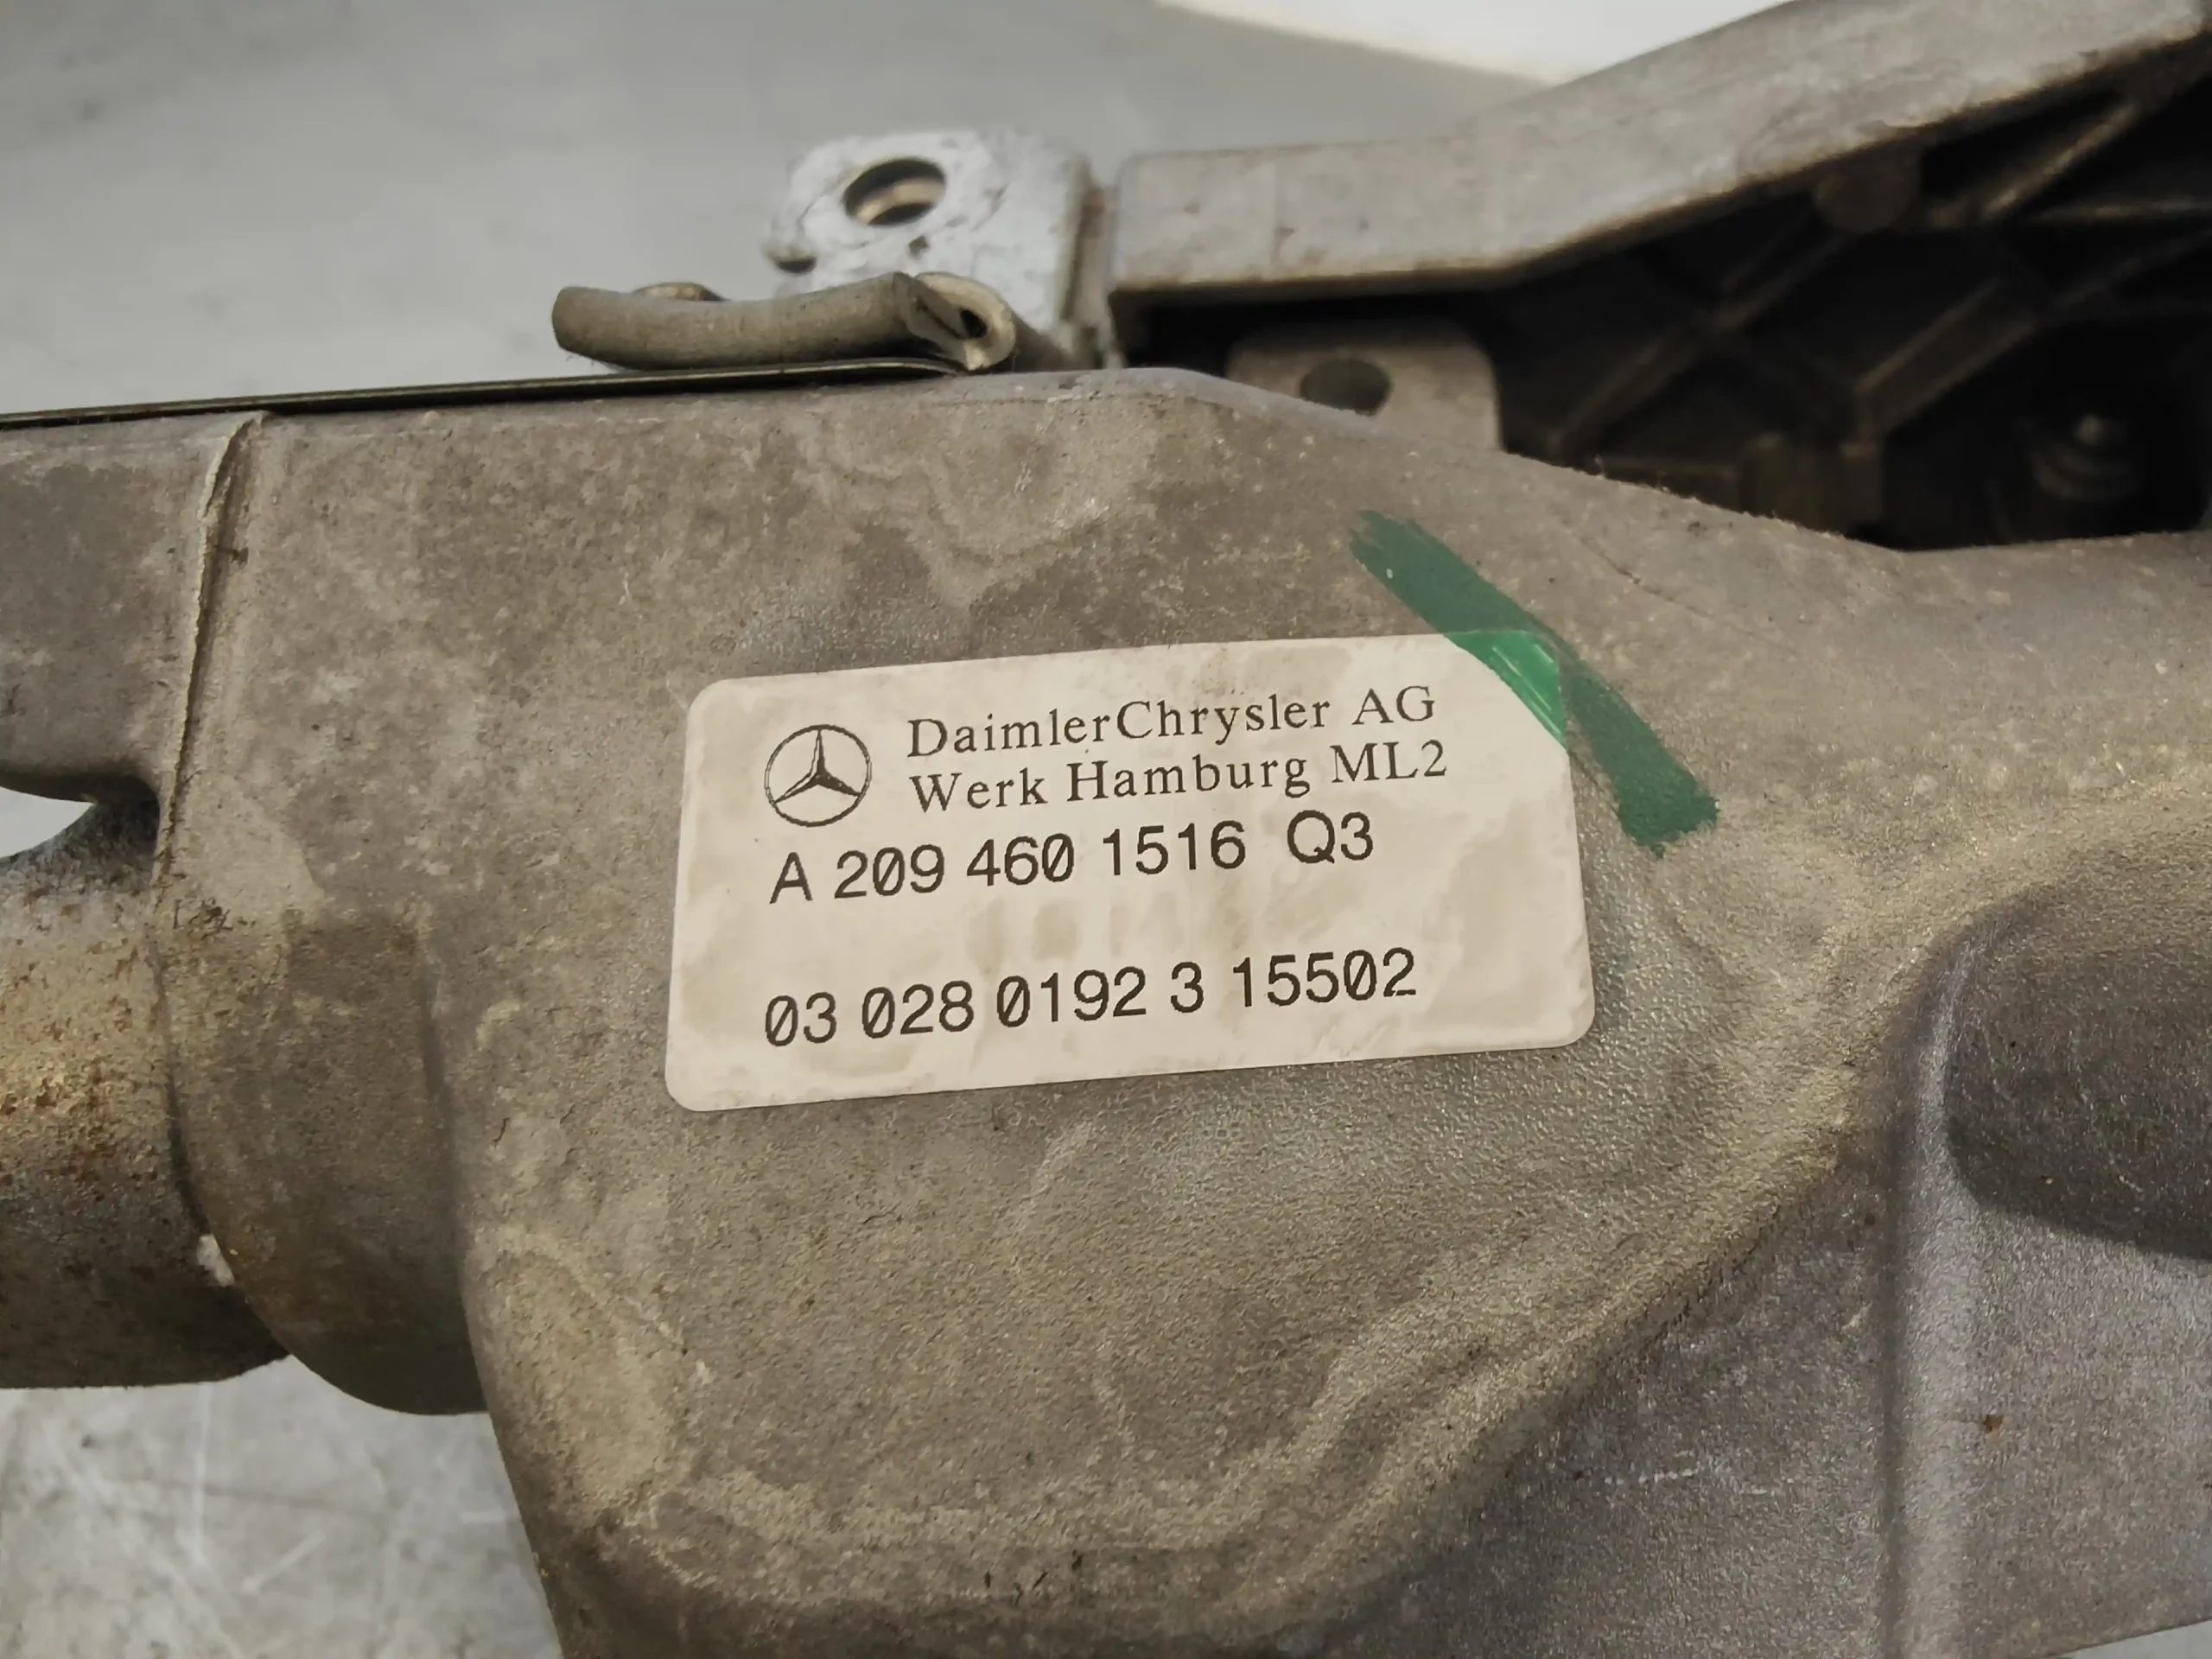 DaimlerChrysler AG
Werk Hamburg ML2
A 209 460 1516 Q3
03 028 0192 3 15502